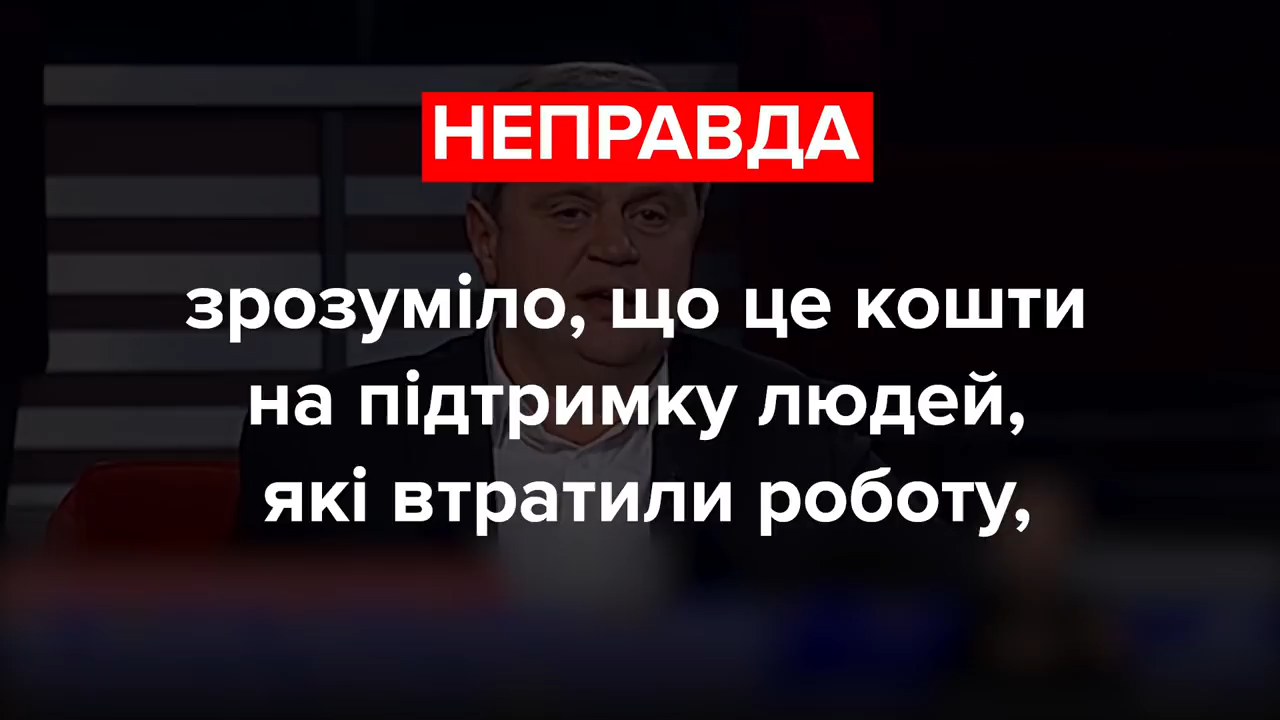 НЕПРАВДА
зрозуміло, що це кошти
на підтримку людей,
які втратили роботу,